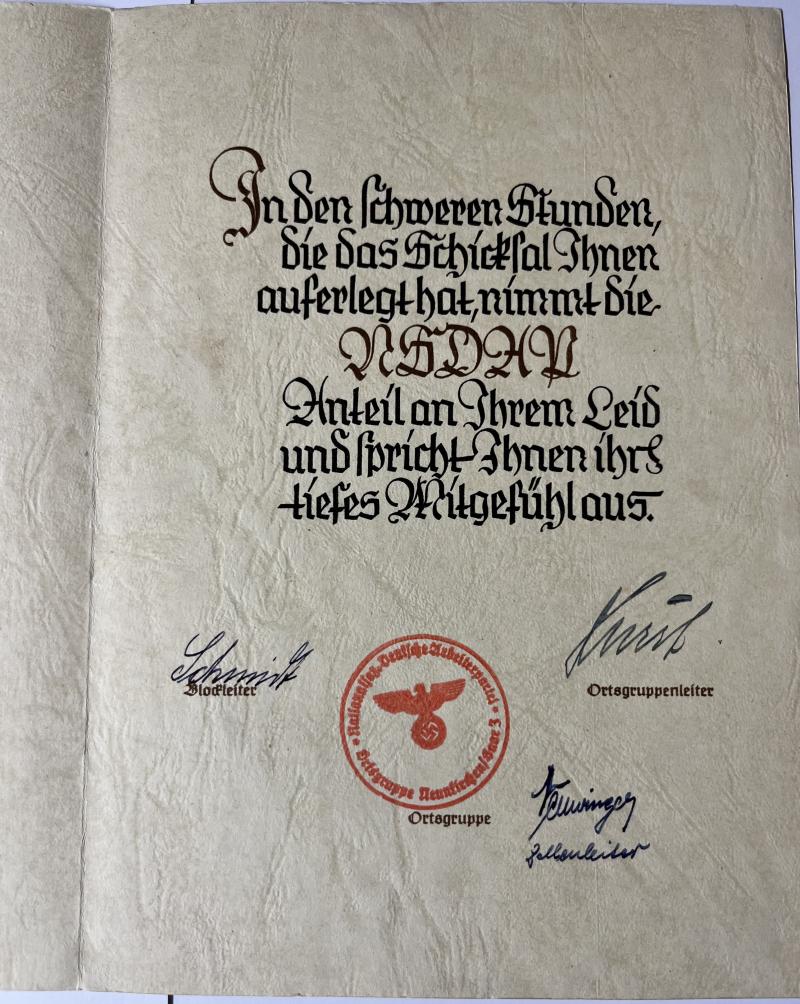 In den schweren Stunden,
die das Schicksal Ihnen
auferlegt hat, nimmt die
NSDAP
Anteil an Ihrem Leid
und spricht Ihnen ihr
tiefes Mitgefühl aus.
Schmidt
Blockleiter
Ortsgruppenleiter
Nationalsoz. Deutsche Arbeiterpartei
Ortsgruppe Neunkirchen/Saar 3
Ortsgruppe
Zellenleiter